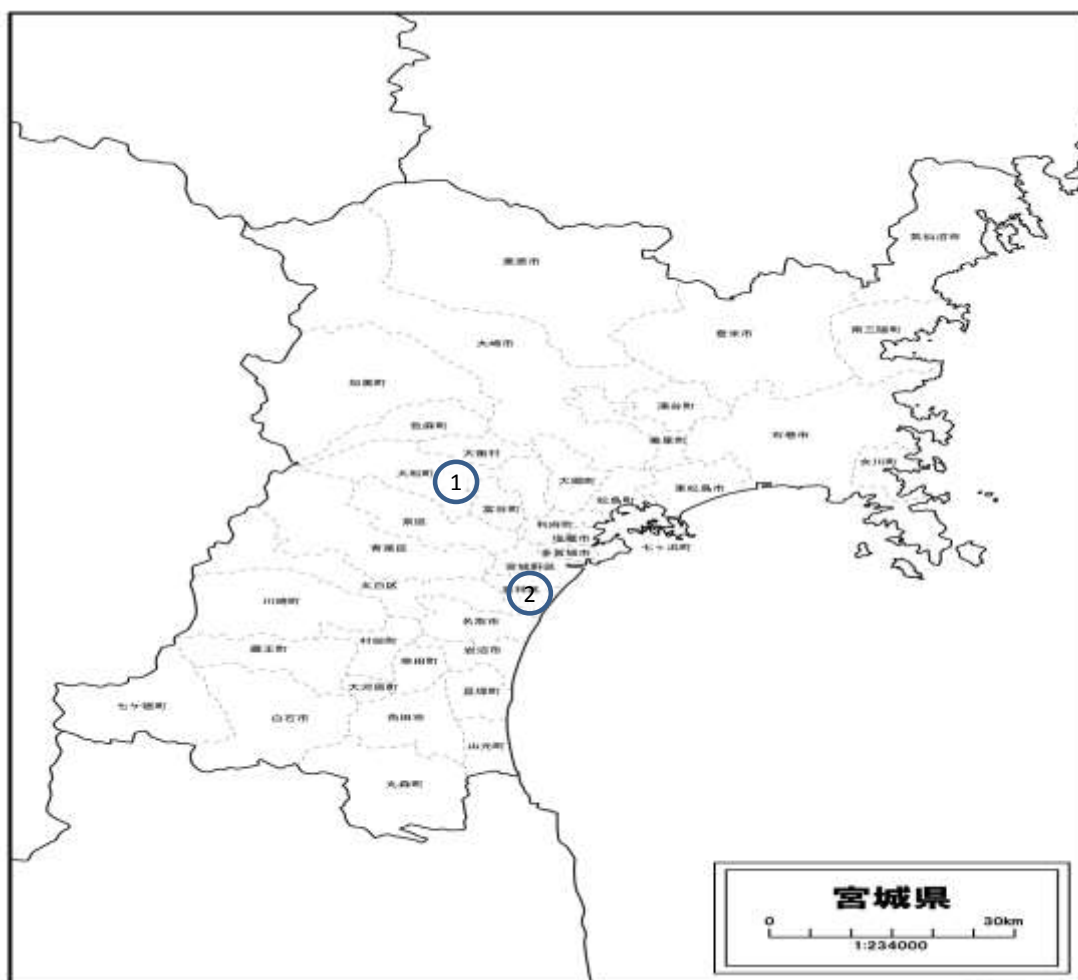 気仙沼市
栗原市
登米市
南三陸町
大崎市
加美町
涌谷町
色麻町
石巻市
美里町
大衡村
女川町
大和町
1
大郷町
東松島市
松島町
富谷町
泉区
利府町
塩竈市
七ヶ浜町
青葉区
多賀城市
宮城野区
太白区
2
川崎町
名取市
村田町
蔵王町
岩沼市
柴田町
大河原町
亘理町
七ケ宿町
白石市
角田市
山元町
丸森町
宮城県
0 30km
1:234000